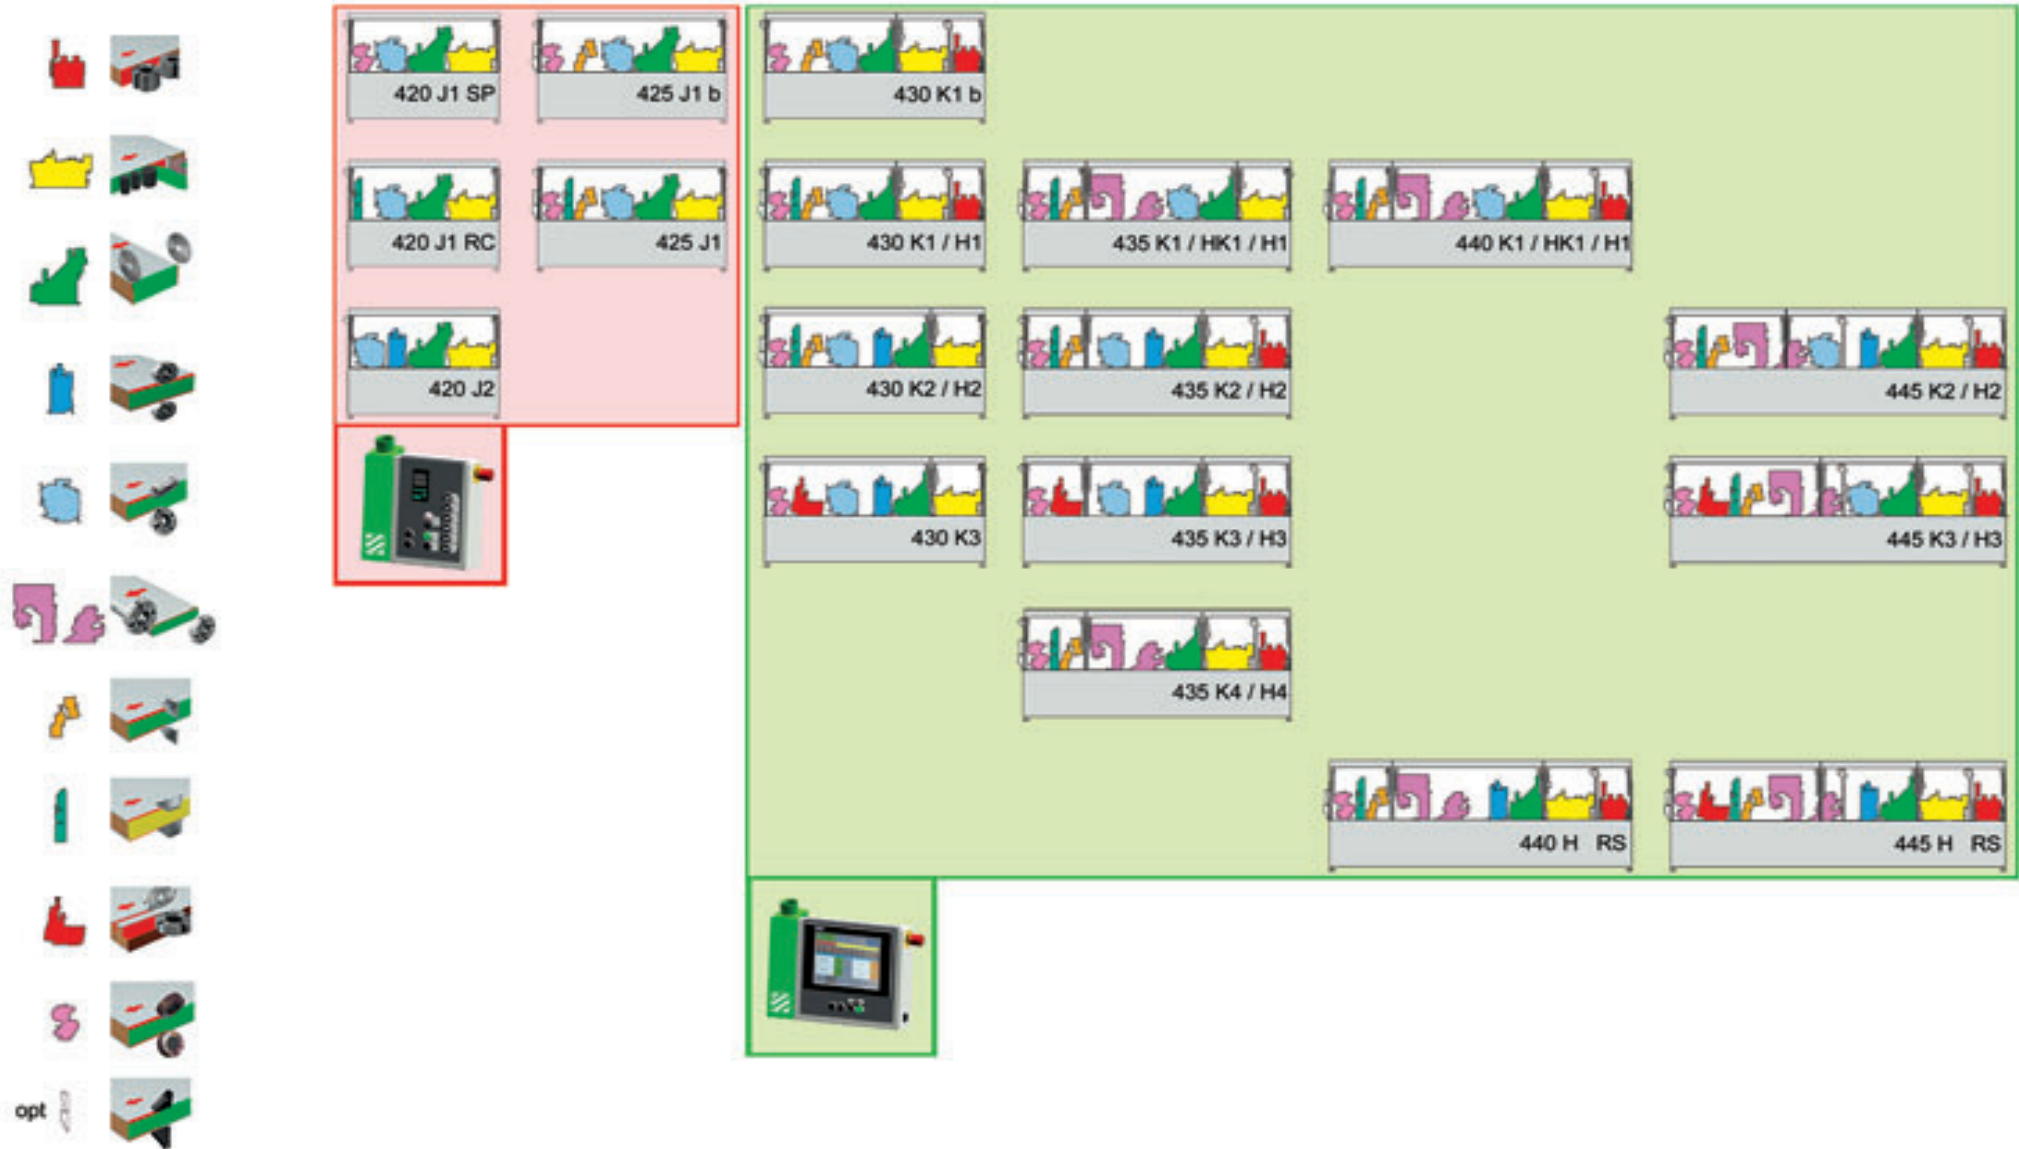 420 J1 SP
425 J1 b
430 K1 b
420 J1 RC
425 J1
430 K1 / H1
435 K1 / HK1 / H1
440 K1 / HK1 / H1
420 J2
430 K2 / H2
435 K2 / H2
445 K2 / H2
430 K3
435 K3 / H3
445 K3 / H3
435 K4 / H4
440 H RS
445 H RS
opt